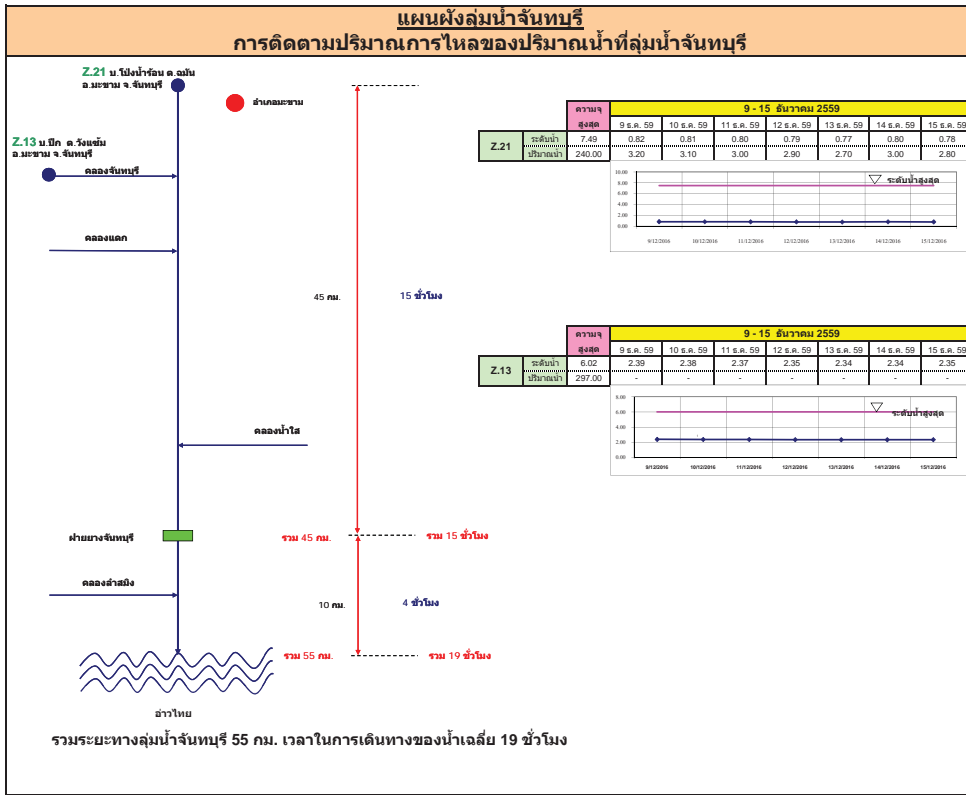 แผนผังลุ่มน้ำจันทบุรี
การติดตามปริมาณการไหลของปริมาณน้ำที่ลุ่มน้ำจันทบุรี
Z.21 บ.โป่งน้ำร้อน ต.ฉมัน
อ.มะขาม จ.จันทบุรี
อำเภอมะขาม
Z.13 บ.ปึก ต.วังแซ้ม
อ.มะขาม จ.จันทบุรี
คลองจันทบุรี
คลองแตก
45 กม. 15 ชั่วโมง
คลองน้ำใส
ฝายยางจันทบุรี
รวม 45 กม. รวม 15 ชั่วโมง
คลองลำสมิง
10 กม. 4 ชั่วโมง
รวม 55 กม. รวม 19 ชั่วโมง
อ่าวไทย
รวมระยะทางลุ่มน้ำจันทบุรี 55 กม. เวลาในการเดินทางของน้ำเฉลี่ย 19 ชั่วโมง
ความจุ 9 - 15 ธันวาคม 2559
สูงสุด 9 ธ.ค. 59 10 ธ.ค. 59 11 ธ.ค. 59 12 ธ.ค. 59 13 ธ.ค. 59 14 ธ.ค. 59 15 ธ.ค. 59
Z.21 ระดับน้ำ 7.49 0.82 0.81 0.80 0.79 0.77 0.80 0.78
ปริมาณน้ำ 240.00 3.20 3.10 3.00 2.90 2.70 3.00 2.80
10.00
8.00
6.00
4.00
2.00
0.00
ระดับน้ำสูงสุด
9/12/2016 10/12/2016 11/12/2016 12/12/2016 13/12/2016 14/12/2016 15/12/2016
ความจุ 9 - 15 ธันวาคม 2559
สูงสุด 9 ธ.ค. 59 10 ธ.ค. 59 11 ธ.ค. 59 12 ธ.ค. 59 13 ธ.ค. 59 14 ธ.ค. 59 15 ธ.ค. 59
Z.13 ระดับน้ำ 6.02 2.39 2.38 2.37 2.35 2.34 2.34 2.35
ปริมาณน้ำ 297.00 - - - - - - -
8.00
6.00
4.00
2.00
0.00
ระดับน้ำสูงสุด
9/12/2016 10/12/2016 11/12/2016 12/12/2016 13/12/2016 14/12/2016 15/12/2016